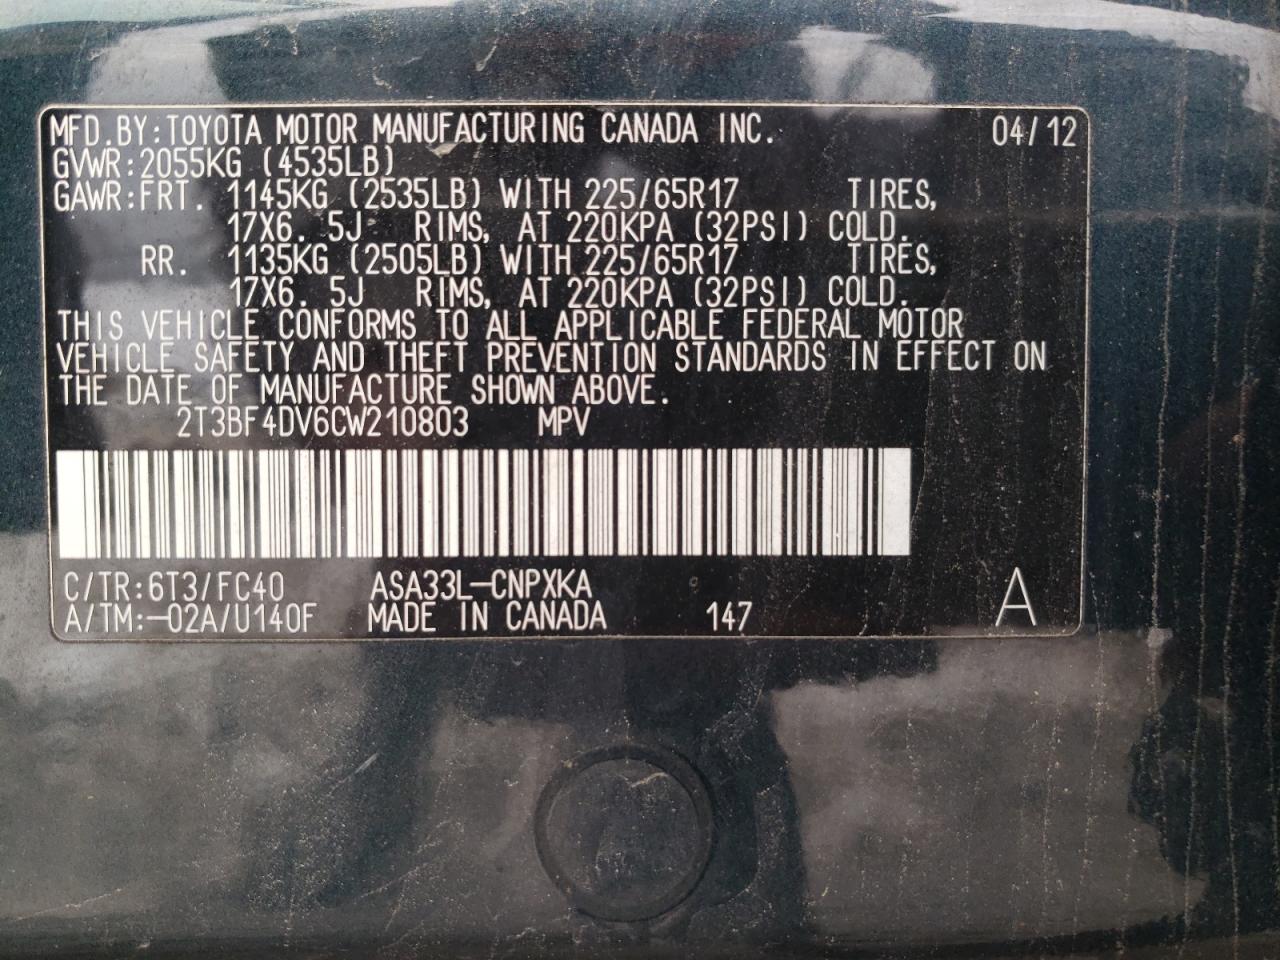 MFD.BY:TOYOTA MOTOR MANUFACTURING CANADA INC. 04/12
GVWR:2055KG (4535LB)
GAWR:FRT. 1145KG (2535LB) WITH 225/65R17 TIRES,
17X6.5J RIMS, AT 220KPA (32PSI) COLD.
RR. 1135KG (2505LB) WITH 225/65R17 TIRES,
17X6.5J RIMS, AT 220KPA (32PSI) COLD.
THIS VEHICLE CONFORMS TO ALL APPLICABLE FEDERAL MOTOR
VEHICLE SAFETY AND THEFT PREVENTION STANDARDS IN EFFECT ON
THE DATE OF MANUFACTURE SHOWN ABOVE.
2T3BF4DV6CW210803 MPV
C/TR:6T3/FC40 ASA33L-CNPXKA
A/TM:-02A/U140F MADE IN CANADA 147 A